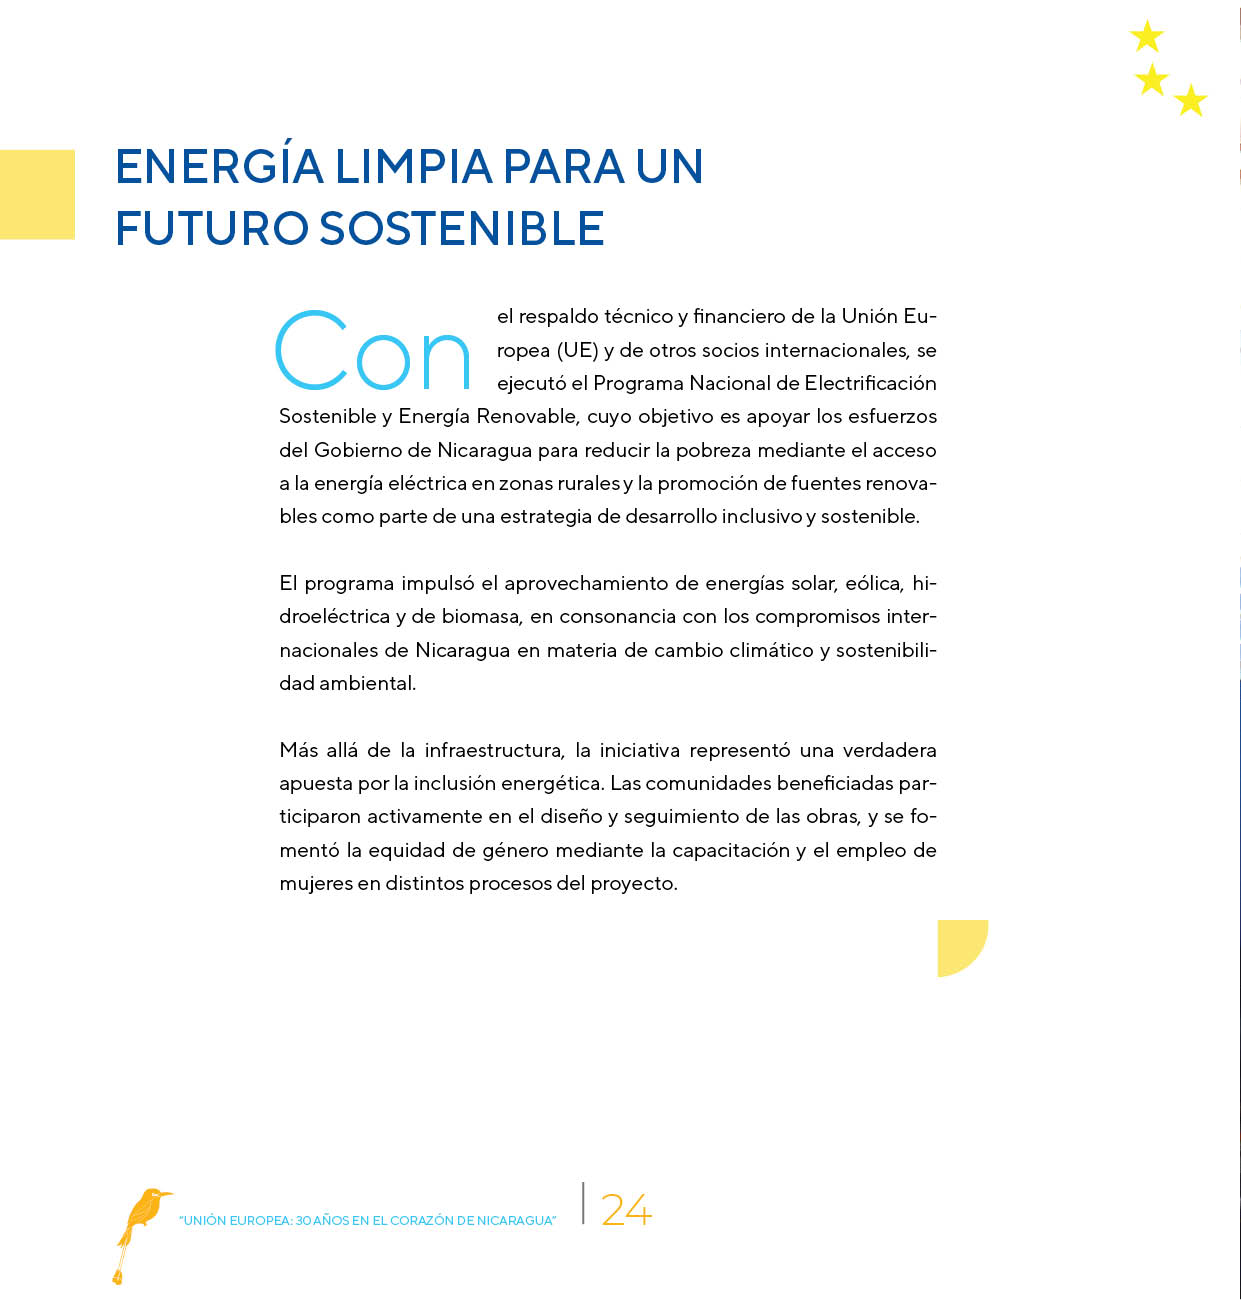 ENERGÍA LIMPIA PARA UN
FUTURO SOSTENIBLE
Con el respaldo técnico y financiero de la Unión Eu-
ropea (UE) y de otros socios internacionales, se
ejecutó el Programa Nacional de Electrificación
Sostenible y Energía Renovable, cuyo objetivo es apoyar los esfuerzos
del Gobierno de Nicaragua para reducir la pobreza mediante el acceso
a la energía eléctrica en zonas rurales y la promoción de fuentes renova-
bles como parte de una estrategia de desarrollo inclusivo y sostenible.
El programa impulsó el aprovechamiento de energías solar, eólica, hi-
droeléctrica y de biomasa, en consonancia con los compromisos inter-
nacionales de Nicaragua en materia de cambio climático y sostenibili-
dad ambiental.
Más allá de la infraestructura, la iniciativa representó una verdadera
apuesta por la inclusión energética. Las comunidades beneficiadas par-
ticiparon activamente en el diseño y seguimiento de las obras, y se fo-
mentó la equidad de género mediante la capacitación y el empleo de
mujeres en distintos procesos del proyecto.
"UNIÓN EUROPEA: 30 AÑOS EN EL CORAZÓN DE NICARAGUA"
24